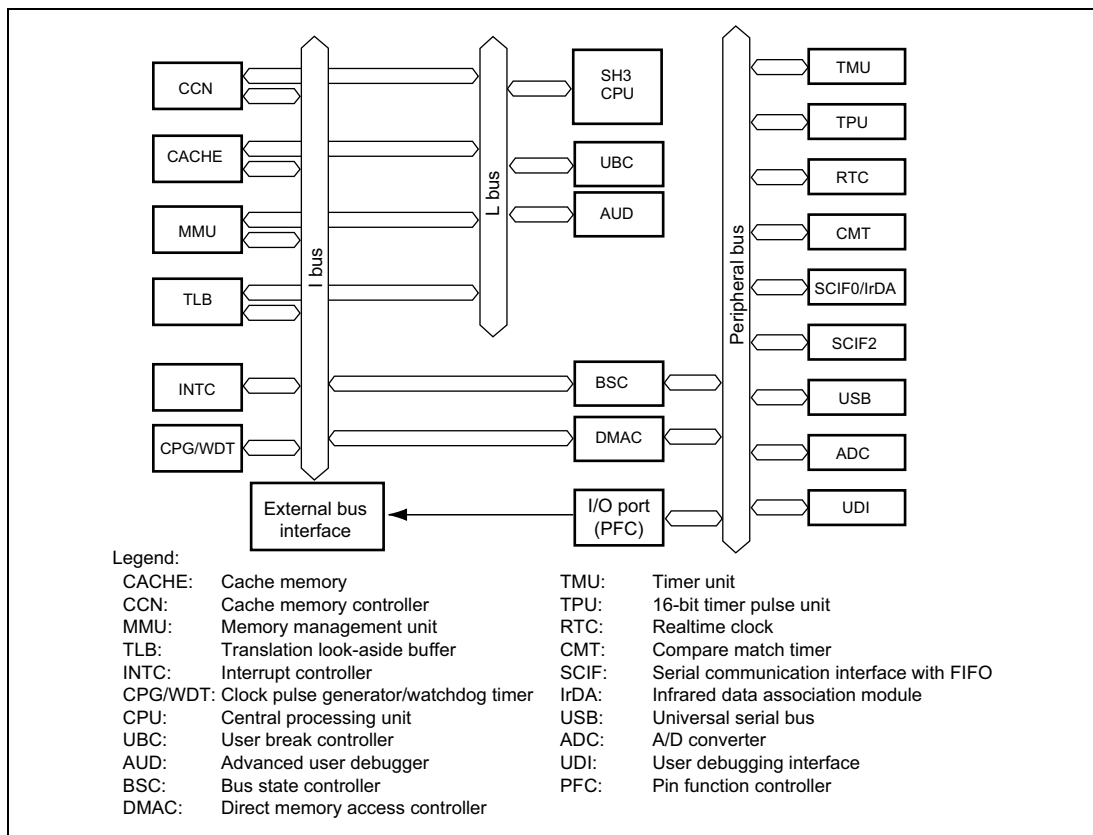 CCN
CACHE
MMU
TLB
INTC
CPG/WDT
I bus
L bus
SH3
CPU
UBC
AUD
BSC
DMAC
I/O port
(PFC)
External bus
interface
Peripheral bus
TMU
TPU
RTC
CMT
SCIF0/IrDA
SCIF2
USB
ADC
UDI
Legend:
CACHE: Cache memory
CCN: Cache memory controller
MMU: Memory management unit
TLB: Translation look-aside buffer
INTC: Interrupt controller
CPG/WDT: Clock pulse generator/watchdog timer
CPU: Central processing unit
UBC: User break controller
AUD: Advanced user debugger
BSC: Bus state controller
DMAC: Direct memory access controller
TMU: Timer unit
TPU: 16-bit timer pulse unit
RTC: Realtime clock
CMT: Compare match timer
SCIF: Serial communication interface with FIFO
IrDA: Infrared data association module
USB: Universal serial bus
ADC: A/D converter
UDI: User debugging interface
PFC: Pin function controller